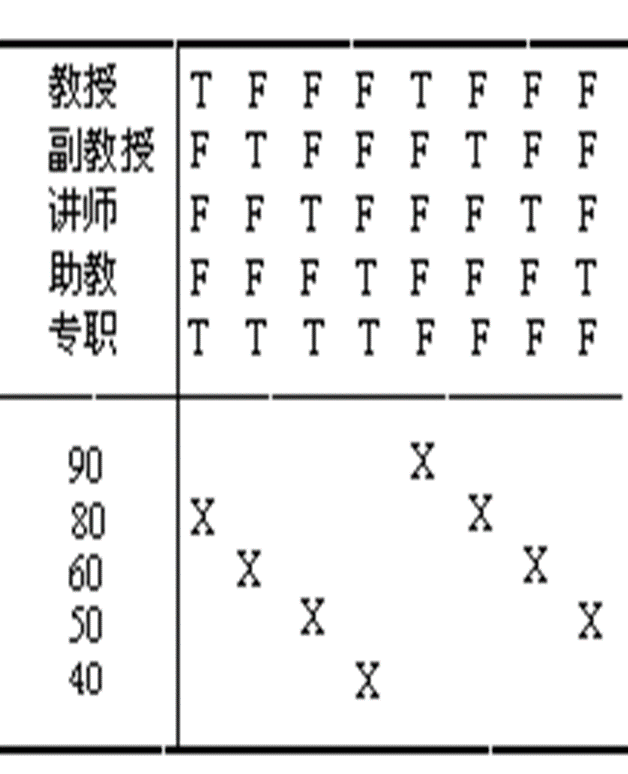 教授 T F F F T F F F
副教授 F T F F F T F F
讲师 F F T F F F T F
助教 F F F T F F F T
专职 T T T T F F F F
90 X
80 X X
60 X X
50 X X
40 X